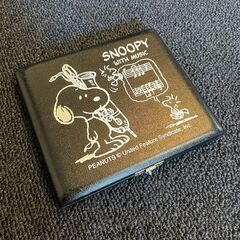 SNOOPY
WITH MUSIC
PEANUTS © United Feature Syndicate, Inc.